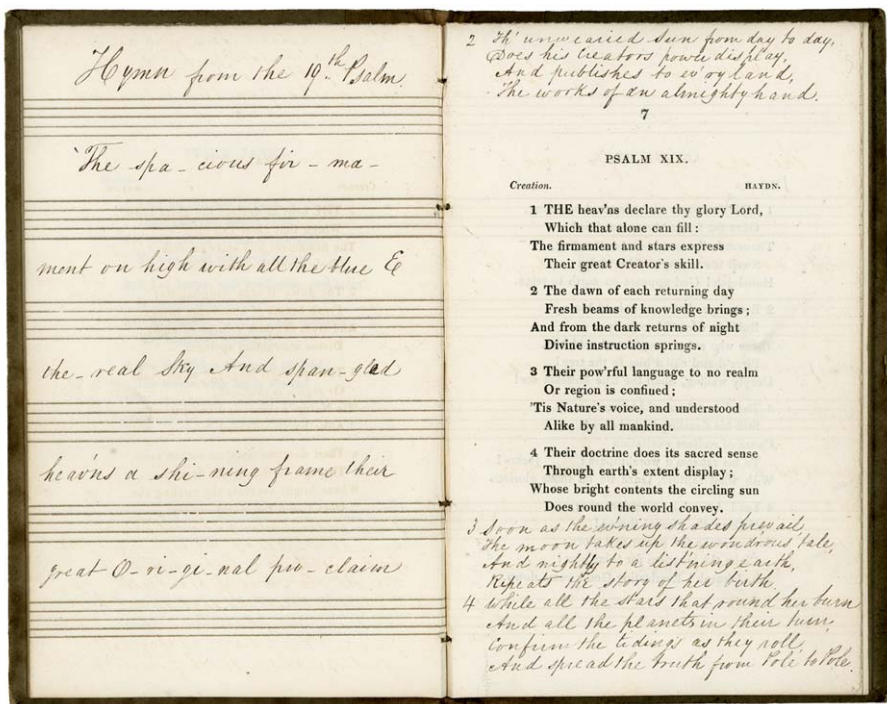 Hymn from the 19th Psalm.
The spa - cious fir - ma -
ment on high with all the blue E
the - real Sky And span - gled
heav'ns a shi - ning frame their
great O - ri - gi - nal pro - claim
2 Th' unwearied Sun from day to day,
Does his Creators power display,
And publishes to ev'ry land,
The works of an almighty hand.
7
PSALM XIX.
Creation. HAYDN.
1 THE heav'ns declare thy glory Lord,
Which that alone can fill :
The firmament and stars express
Their great Creator's skill.
2 The dawn of each returning day
Fresh beams of knowledge brings ;
And from the dark returns of night
Divine instruction springs.
3 Their pow'rful language to no realm
Or region is confined ;
'Tis Nature's voice, and understood
Alike by all mankind.
4 Their doctrine does its sacred sense
Through earth's extent display ;
Whose bright contents the circling sun
Does round the world convey.
3 Soon as the ev'ning shades prevail
The moon takes up the wondrous tale,
And nightly to a list'ning earth,
Repeats the story of her birth,
4 While all the stars that round her burn
And all the planets in their turn,
Confirm the tidings as they roll,
And spread the truth from Pole to Pole.